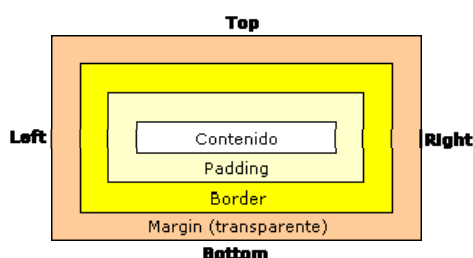 Top
Left
Contenido
Right
Padding
Border
Margin (transparente)
Bottom